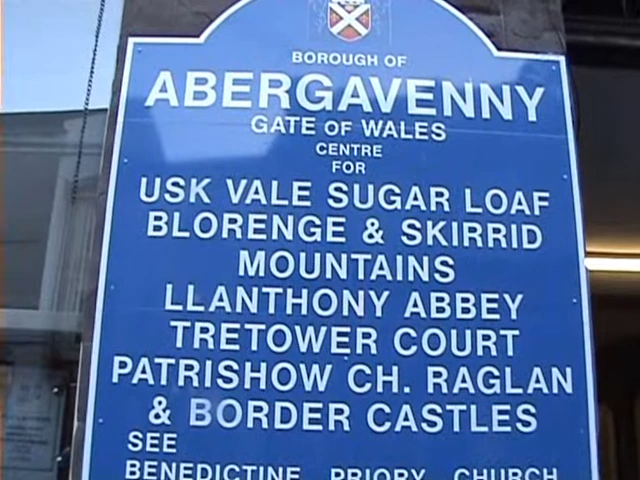 BOROUGH OF
ABERGAVENNY
GATE OF WALES
CENTRE
FOR
USK VALE SUGAR LOAF
BLORENGE & SKIRRID
MOUNTAINS
LLANTHONY ABBEY
TRETOWER COURT
PATRISHOW CH. RAGLAN
& BORDER CASTLES
SEE
BENEDICTINE PRIORY CHURCH